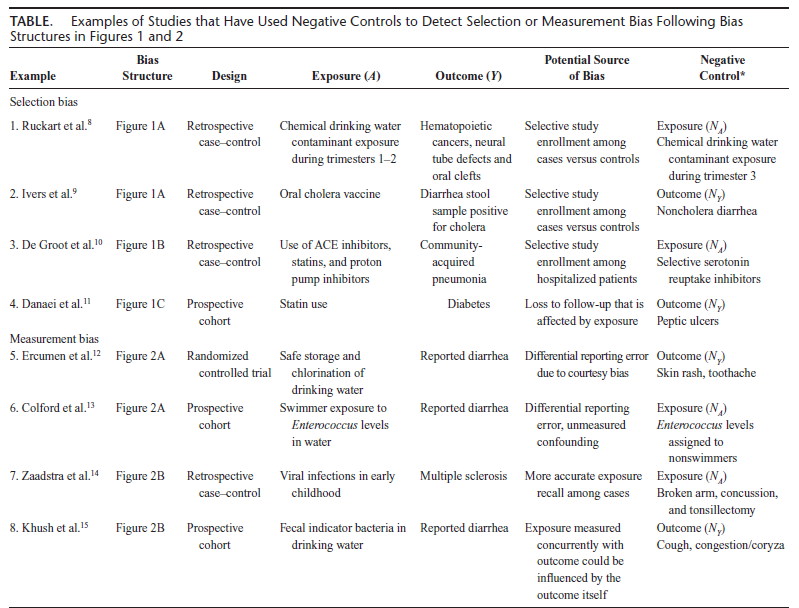 TABLE. Examples of Studies that Have Used Negative Controls to Detect Selection or Measurement Bias Following Bias
Structures in Figures 1 and 2
Bias Potential Source Negative
Example Structure Design Exposure (A) Outcome (Y) of Bias Control*
Selection bias
1. Ruckart et al.8 Figure 1A Retrospective Chemical drinking water Hematopoietic Selective study Exposure (NA)
case–control contaminant exposure cancers, neural enrollment among Chemical drinking water
during trimesters 1–2 tube defects and cases versus controls contaminant exposure
oral clefts during trimester 3
2. Ivers et al.9 Figure 1A Retrospective Oral cholera vaccine Diarrhea stool Selective study Outcome (NY)
case–control sample positive enrollment among Noncholera diarrhea
for cholera cases versus controls
3. De Groot et al.10 Figure 1B Retrospective Use of ACE inhibitors, Community- Selective study Exposure (NA)
case–control statins, and proton acquired enrollment among Selective serotonin
pump inhibitors pneumonia hospitalized patients reuptake inhibitors
4. Danaei et al.11 Figure 1C Prospective Statin use Diabetes Loss to follow-up that is Outcome (NY)
cohort affected by exposure Peptic ulcers
Measurement bias
5. Ercumen et al.12 Figure 2A Randomized Safe storage and Reported diarrhea Differential reporting error Outcome (NY)
controlled trial chlorination of due to courtesy bias Skin rash, toothache
drinking water
6. Colford et al.13 Figure 2A Prospective Swimmer exposure to Reported diarrhea Differential reporting Exposure (NA)
cohort Enterococcus levels error, unmeasured Enterococcus levels
in water confounding assigned to
nonswimmers
7. Zaadstra et al.14 Figure 2B Retrospective Viral infections in early Multiple sclerosis More accurate exposure Exposure (NA)
case–control childhood recall among cases Broken arm, concussion,
and tonsillectomy
8. Khush et al.15 Figure 2B Prospective Fecal indicator bacteria in Reported diarrhea Exposure measured Outcome (NY)
cohort drinking water concurrently with Cough, congestion/coryza
outcome could be
influenced by the
outcome itself